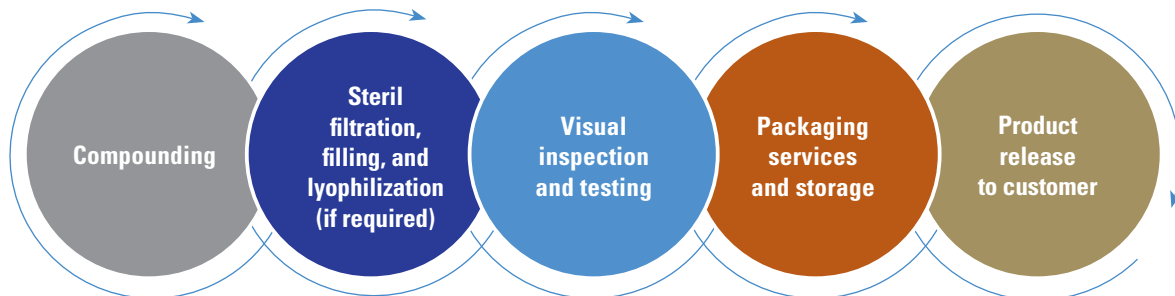 Compounding
Steril
filtration,
filling, and
lyophilization
(if required)
Visual
inspection
and testing
Packaging
services
and storage
Product
release
to customer